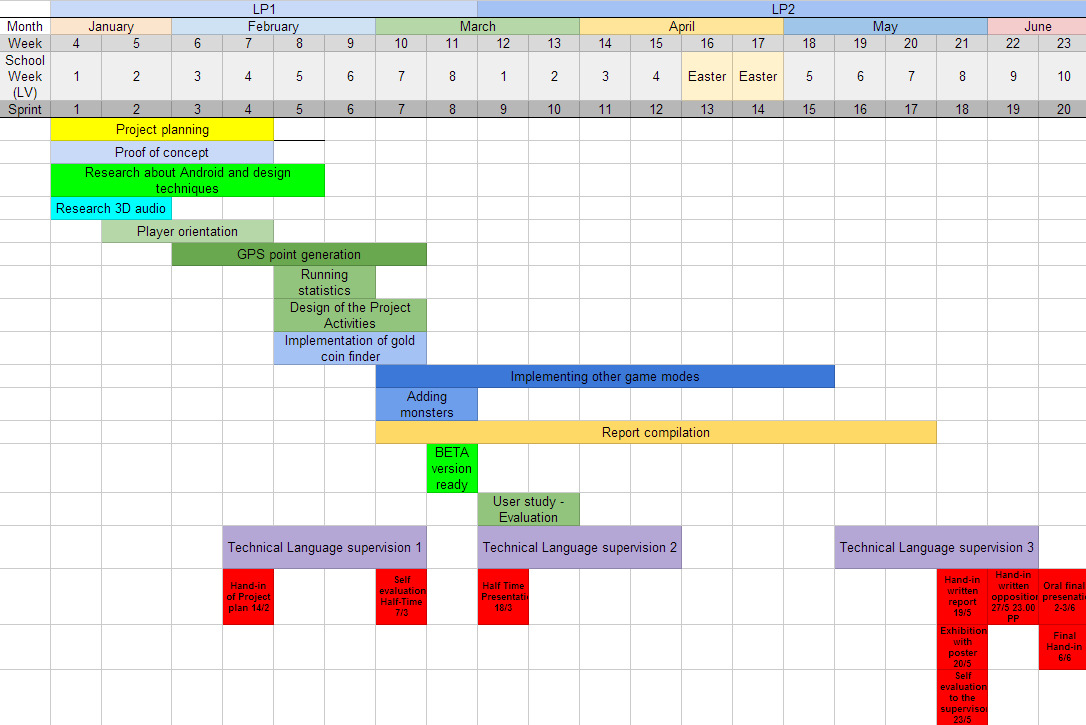 LP1 LP2
Month January February March April May June
Week 4 5 6 7 8 9 10 11 12 13 14 15 16 17 18 19 20 21 22 23
School
Week
(LV) 1 2 3 4 5 6 7 8 1 2 3 4 Easter Easter 5 6 7 8 9 10
Sprint 1 2 3 4 5 6 7 8 9 10 11 12 13 14 15 16 17 18 19 20
Project planning
Proof of concept
Research about Android and design
techniques
Research 3D audio
Player orientation
GPS point generation
Running
statistics
Design of the Project
Activities
Implementation of gold
coin finder
Implementing other game modes
Adding
monsters
Report compilation
BETA
version
ready
User study -
Evaluation
Technical Language supervision 1
Technical Language supervision 2
Technical Language supervision 3
Hand-in
of Project
plan 14/2
Self
evaluation
Half-Time
7/3
Half Time
Presentati
18/3
Hand-in
written
report
19/5
Hand-in
written
opposition
27/5 23.00
PP
Oral final
presenati
2-3/6
Exhibition
with
poster
20/5
Final
Hand-in
6/6
Self
evaluation
to the
supervisor
23/5